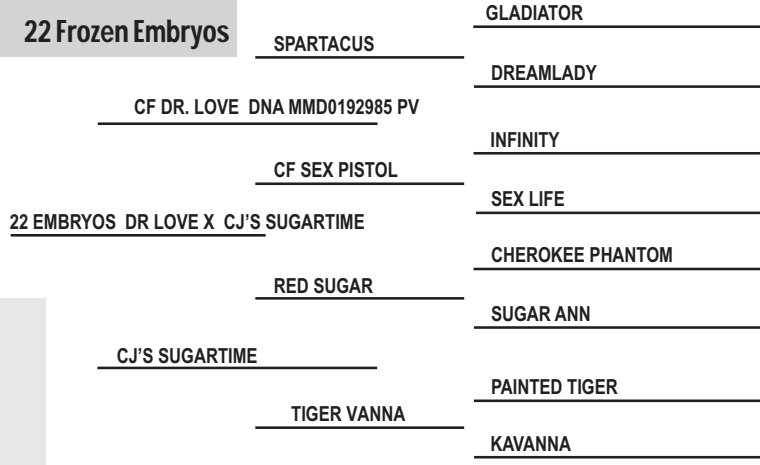 22 Frozen Embryos
GLADIATOR
SPARTACUS
DREAMLADY
CF DR. LOVE DNA MMD0192985 PV
INFINITY
CF SEX PISTOL
SEX LIFE
22 EMBRYOS DR LOVE X CJ'S SUGARTIME
CHEROKEE PHANTOM
RED SUGAR
SUGAR ANN
CJ'S SUGARTIME
PAINTED TIGER
TIGER VANNA
KAVANNA